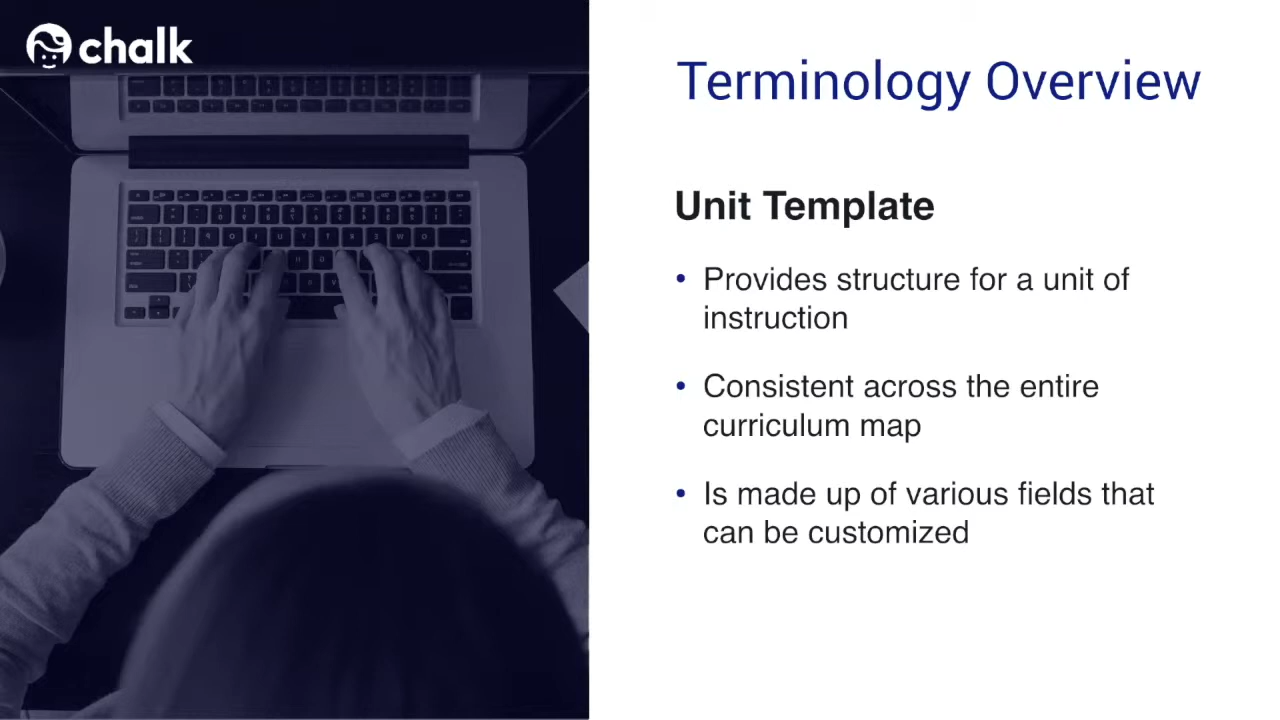 chalk
Terminology Overview
Unit Template
• Provides structure for a unit of
instruction
• Consistent across the entire
curriculum map
• Is made up of various fields that
can be customized